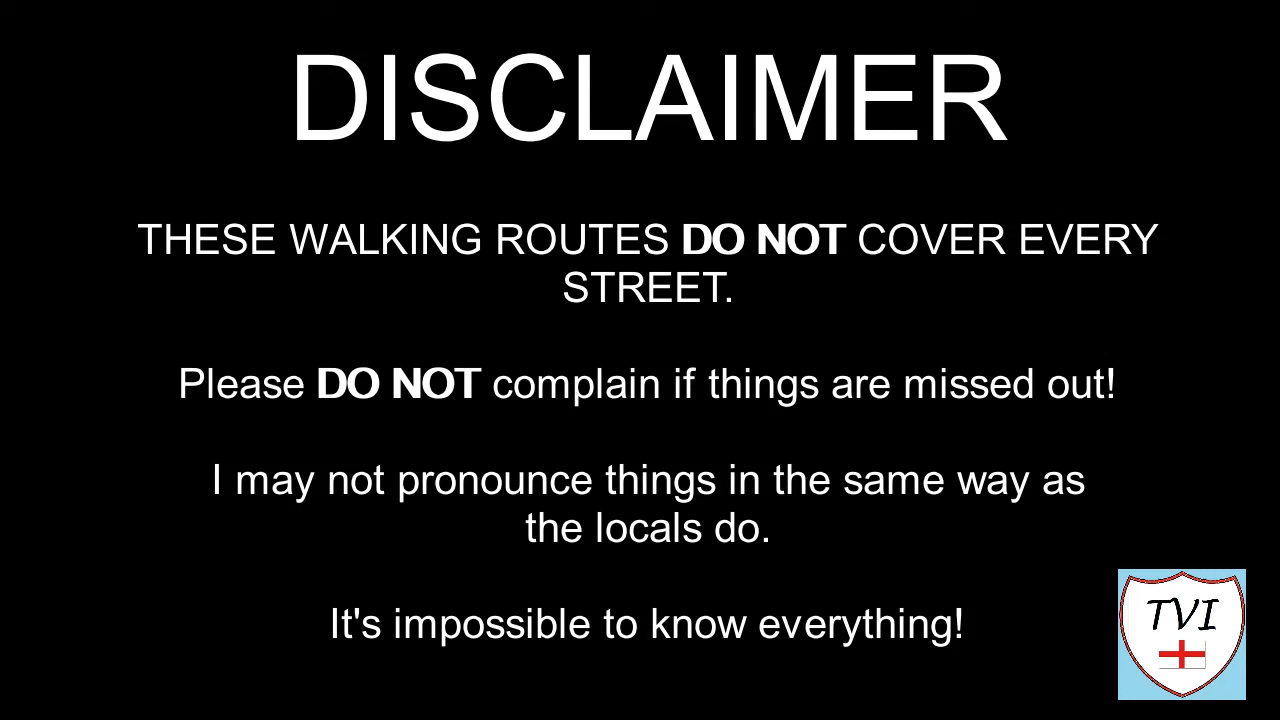 DISCLAIMER
THESE WALKING ROUTES DO NOT COVER EVERY
STREET.
Please DO NOT complain if things are missed out!
I may not pronounce things in the same way as
the locals do.
It's impossible to know everything!
TVI